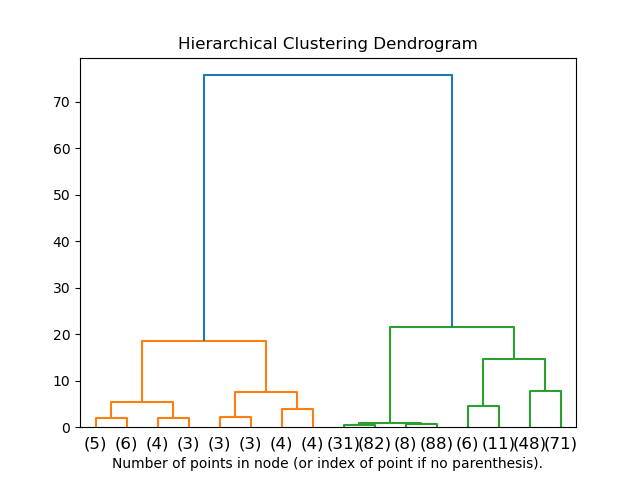 Hierarchical Clustering Dendrogram
70
60
50
40
30
20
10
0
(5) (6) (4) (3) (3) (3) (4) (4) (31) (82) (8) (88) (6) (11) (48) (71)
Number of points in node (or index of point if no parenthesis).